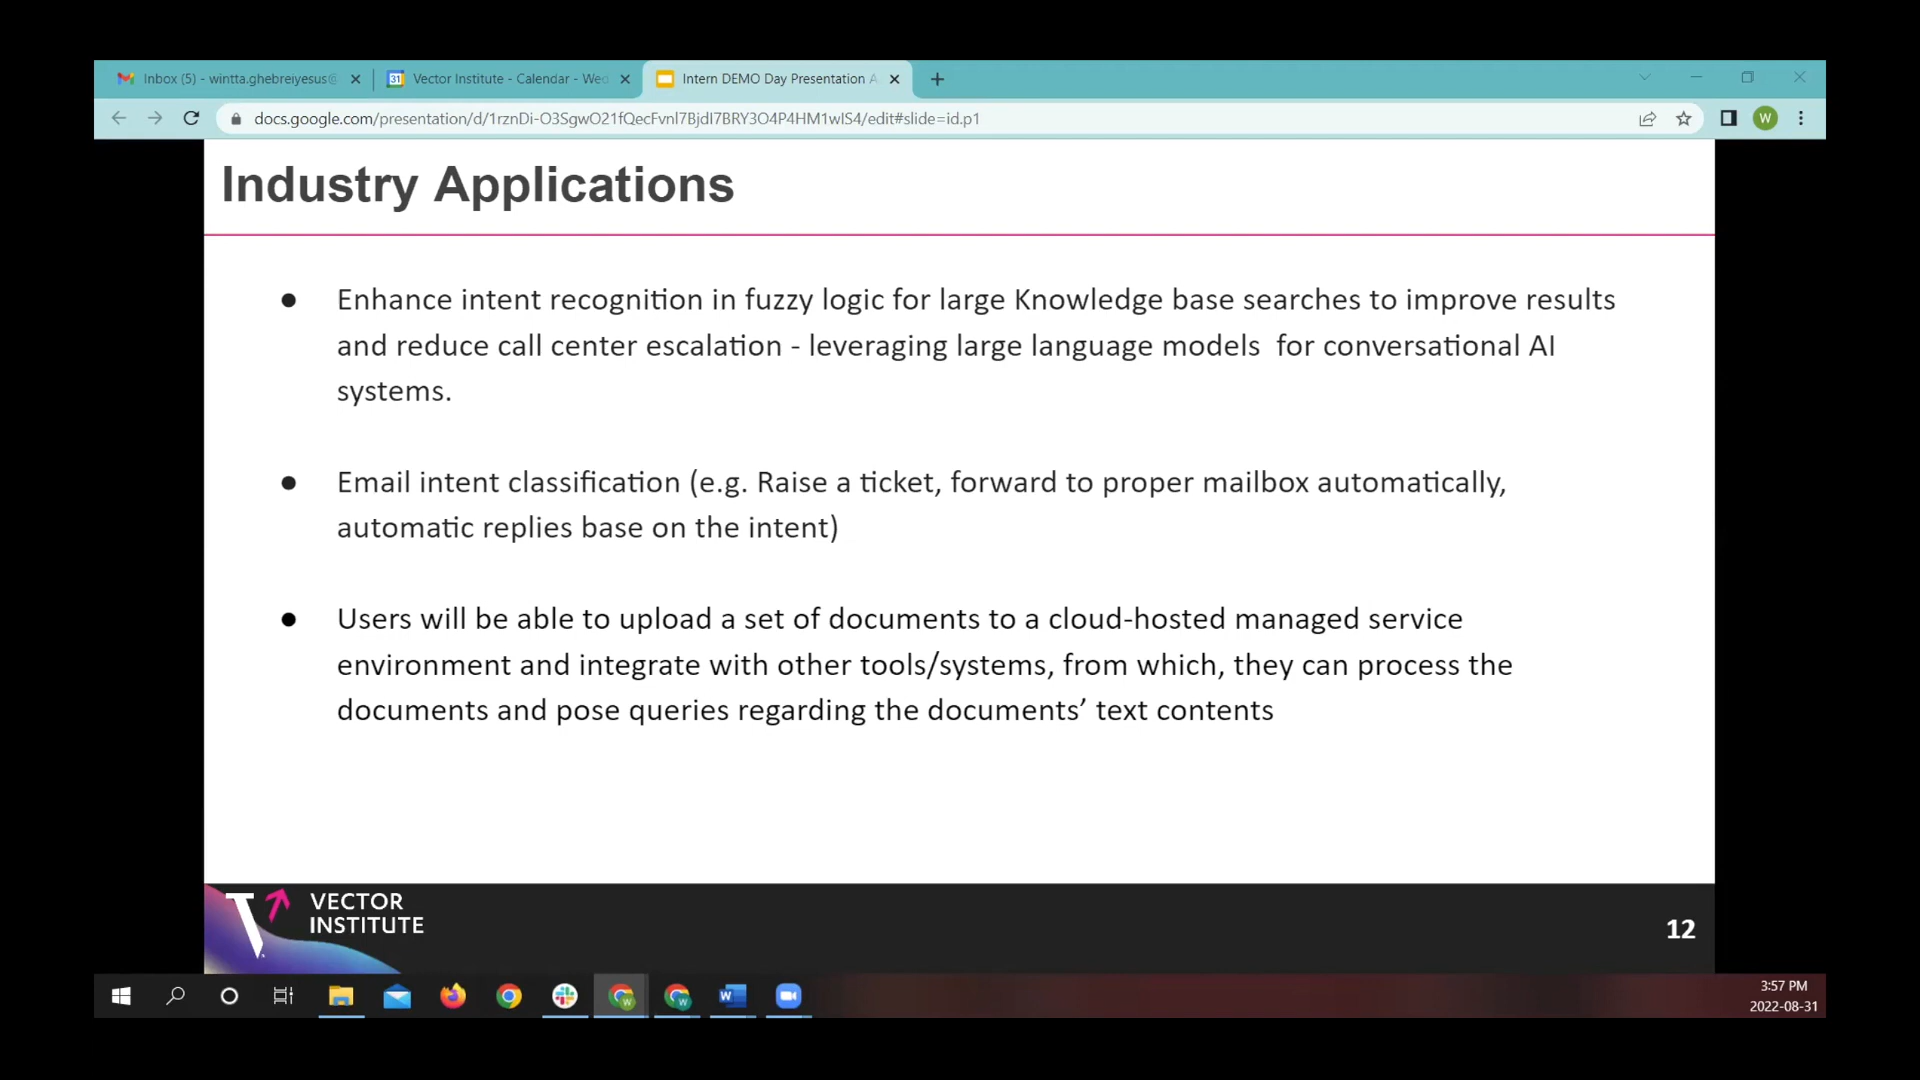 Inbox (5) - wintta.ghebreiyesus@
Vector Institute - Calendar - Wed
Intern DEMO Day Presentation A
docs.google.com/presentation/d/1rznDi-O3SgwO21fQecFvnl7BjdI7BRY3O4P4HM1wlS4/edit#slide=id.p1
W
Industry Applications
● Enhance intent recognition in fuzzy logic for large Knowledge base searches to improve results
and reduce call center escalation - leveraging large language models for conversational AI
systems.
● Email intent classification (e.g. Raise a ticket, forward to proper mailbox automatically,
automatic replies base on the intent)
● Users will be able to upload a set of documents to a cloud-hosted managed service
environment and integrate with other tools/systems, from which, they can process the
documents and pose queries regarding the documents’ text contents
VECTOR
INSTITUTE
12
3:57 PM
2022-08-31